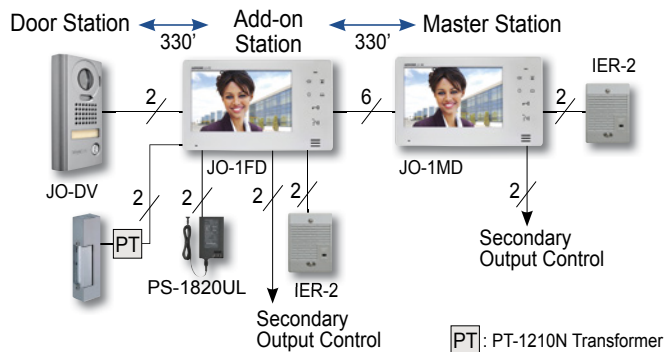 Door Station
330'
Add-on
Station
330'
Master Station
IER-2
2
6
2
JO-DV
JO-1FD
JO-1MD
2
2
2
2
2
PT
PS-1820UL
IER-2
Secondary
Output Control
Secondary
Output Control
PT : PT-1210N Transformer